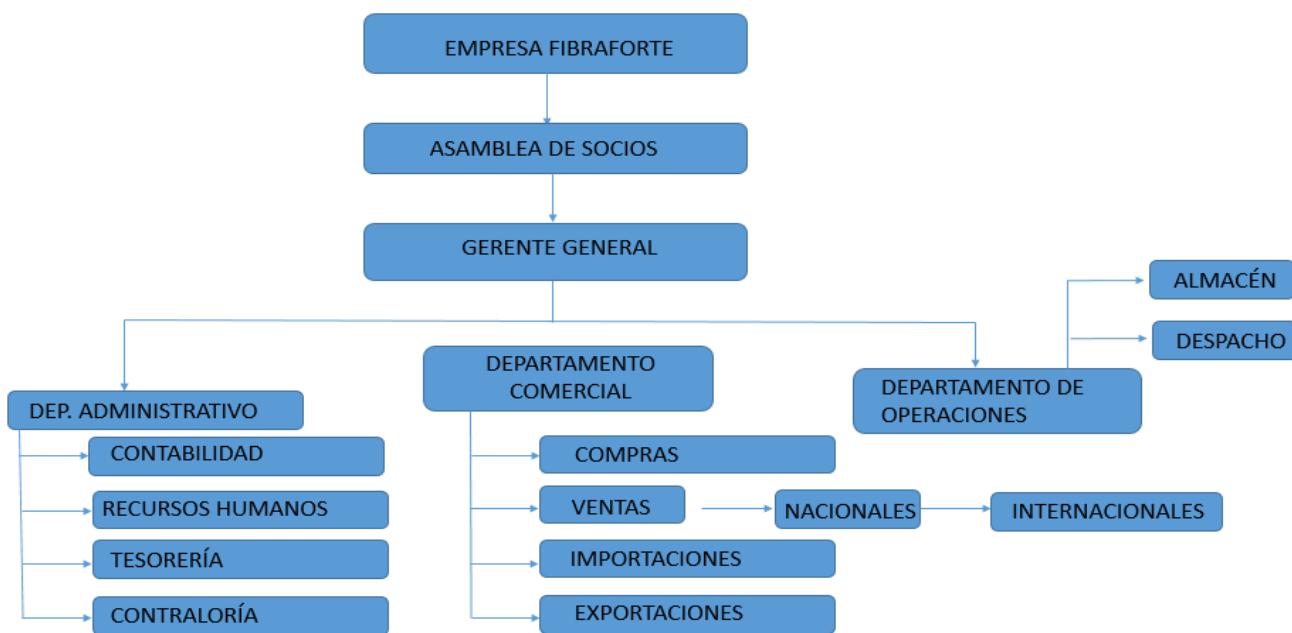 EMPRESA FIBRAFORTE
ASAMBLEA DE SOCIOS
GERENTE GENERAL
ALMACÉN
DESPACHO
DEP. ADMINISTRATIVO
CONTABILIDAD
RECURSOS HUMANOS
TESORERÍA
CONTRALORÍA
DEPARTAMENTO
COMERCIAL
COMPRAS
VENTAS
NACIONALES
INTERNACIONALES
IMPORTACIONES
EXPORTACIONES
DEPARTAMENTO DE
OPERACIONES